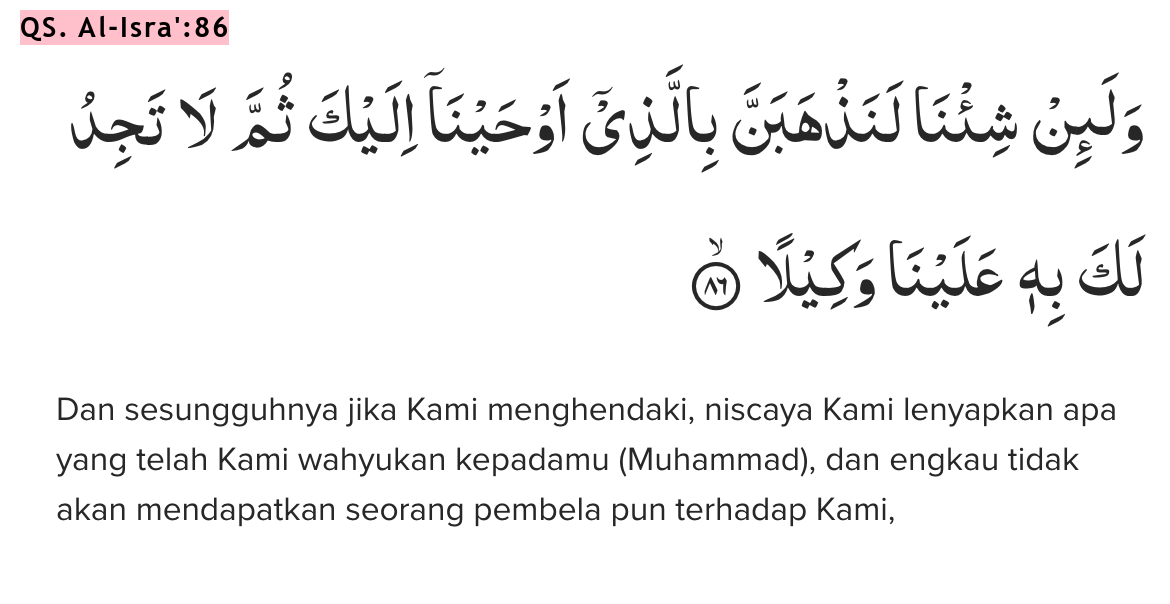 QS. Al-Isra':86
وَلَىِٕنْ شِئْنَا لَنَذْهَبَنَّ بِالَّذِيْٓ اَوْحَيْنَآ اِلَيْكَ ثُمَّ لَا تَجِدُ
لَكَ بِهٖ عَلَيْنَا وَكِيْلًا ۙ ٨٦
Dan sesungguhnya jika Kami menghendaki, niscaya Kami lenyapkan apa
yang telah Kami wahyukan kepadamu (Muhammad), dan engkau tidak
akan mendapatkan seorang pembela pun terhadap Kami,